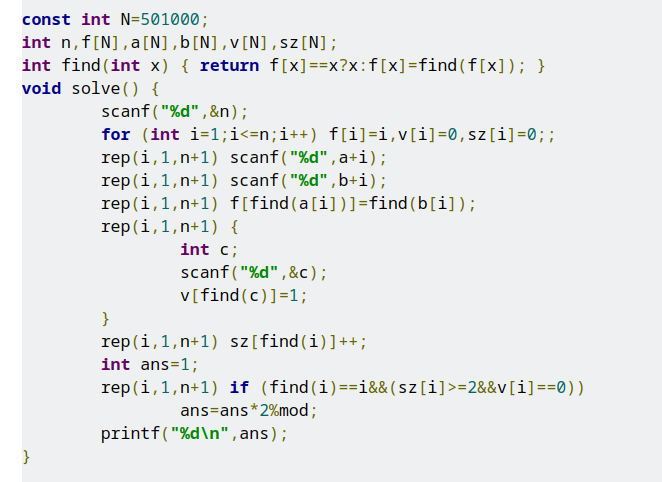 const int N=501000;
int n,f[N],a[N],b[N],v[N],sz[N];
int find(int x) { return f[x]==x?x:f[x]=find(f[x]); }
void solve() {
        scanf("%d",&n);
        for (int i=1;i<=n;i++) f[i]=i,v[i]=0,sz[i]=0;;
        rep(i,1,n+1) scanf("%d",a+i);
        rep(i,1,n+1) scanf("%d",b+i);
        rep(i,1,n+1) f[find(a[i])]=find(b[i]);
        rep(i,1,n+1) {
                int c;
                scanf("%d",&c);
                v[find(c)]=1;
        }
        rep(i,1,n+1) sz[find(i)]++;
        int ans=1;
        rep(i,1,n+1) if (find(i)==i&&(sz[i]>=2&&v[i]==0))
                ans=ans*2%mod;
        printf("%d\n",ans);
}